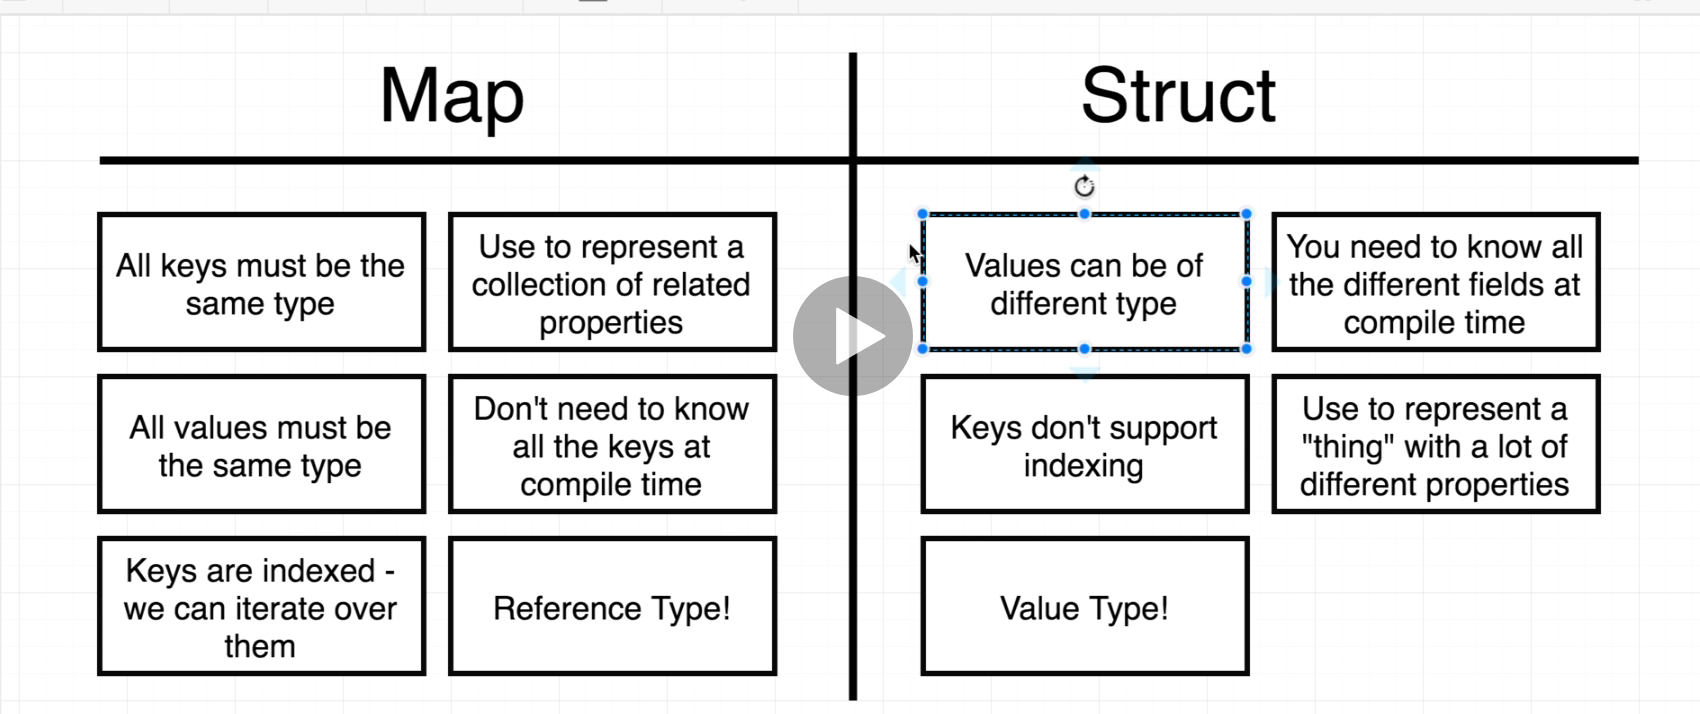 Map
Struct
All keys must be the
same type
Use to represent a
collection of related
properties
Values can be of
different type
You need to know all
the different fields at
compile time
All values must be
the same type
Don't need to know
all the keys at
compile time
Keys don't support
indexing
Use to represent a
"thing" with a lot of
different properties
Keys are indexed -
we can iterate over
them
Reference Type!
Value Type!